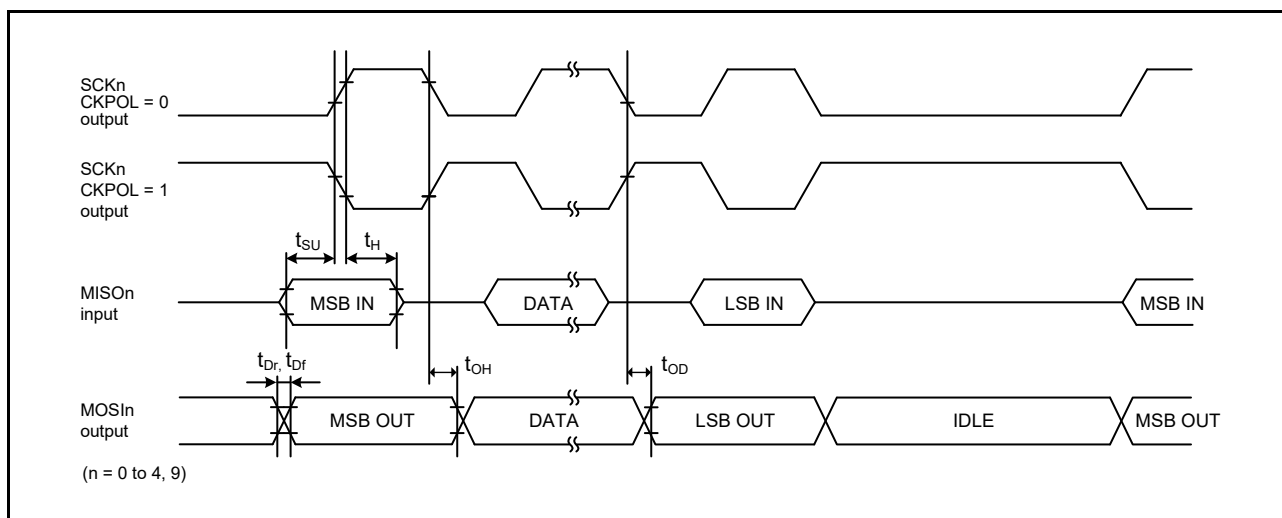 SCKn
CKPOL = 0
output
SCKn
CKPOL = 1
output
tSU
tH
MISOn
input
MSB IN
DATA
LSB IN
MSB IN
tDr, tDf
tOH
tOD
MOSIn
output
MSB OUT
DATA
LSB OUT
IDLE
MSB OUT
(n = 0 to 4, 9)